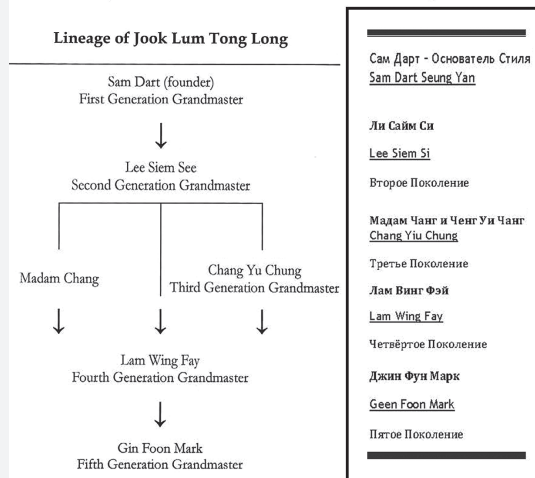 Lineage of Jook Lum Tong Long
Sam Dart (founder)
First Generation Grandmaster
Lee Siem See
Second Generation Grandmaster
Madam Chang
Chang Yu Chung
Third Generation Grandmaster
Lam Wing Fay
Fourth Generation Grandmaster
Gin Foon Mark
Fifth Generation Grandmaster
Сам Дарт - Основатель Стиля
Sam Dart Seung Yan
Ли Сайм Си
Lee Siem Si
Второе Поколение
Мадам Чанг и Ченг Уи Чанг
Chang Yiu Chung
Третье Поколение
Лам Винг Фэй
Lam Wing Fay
Четвёртое Поколение
Джин Фун Марк
Geen Foon Mark
Пятое Поколение